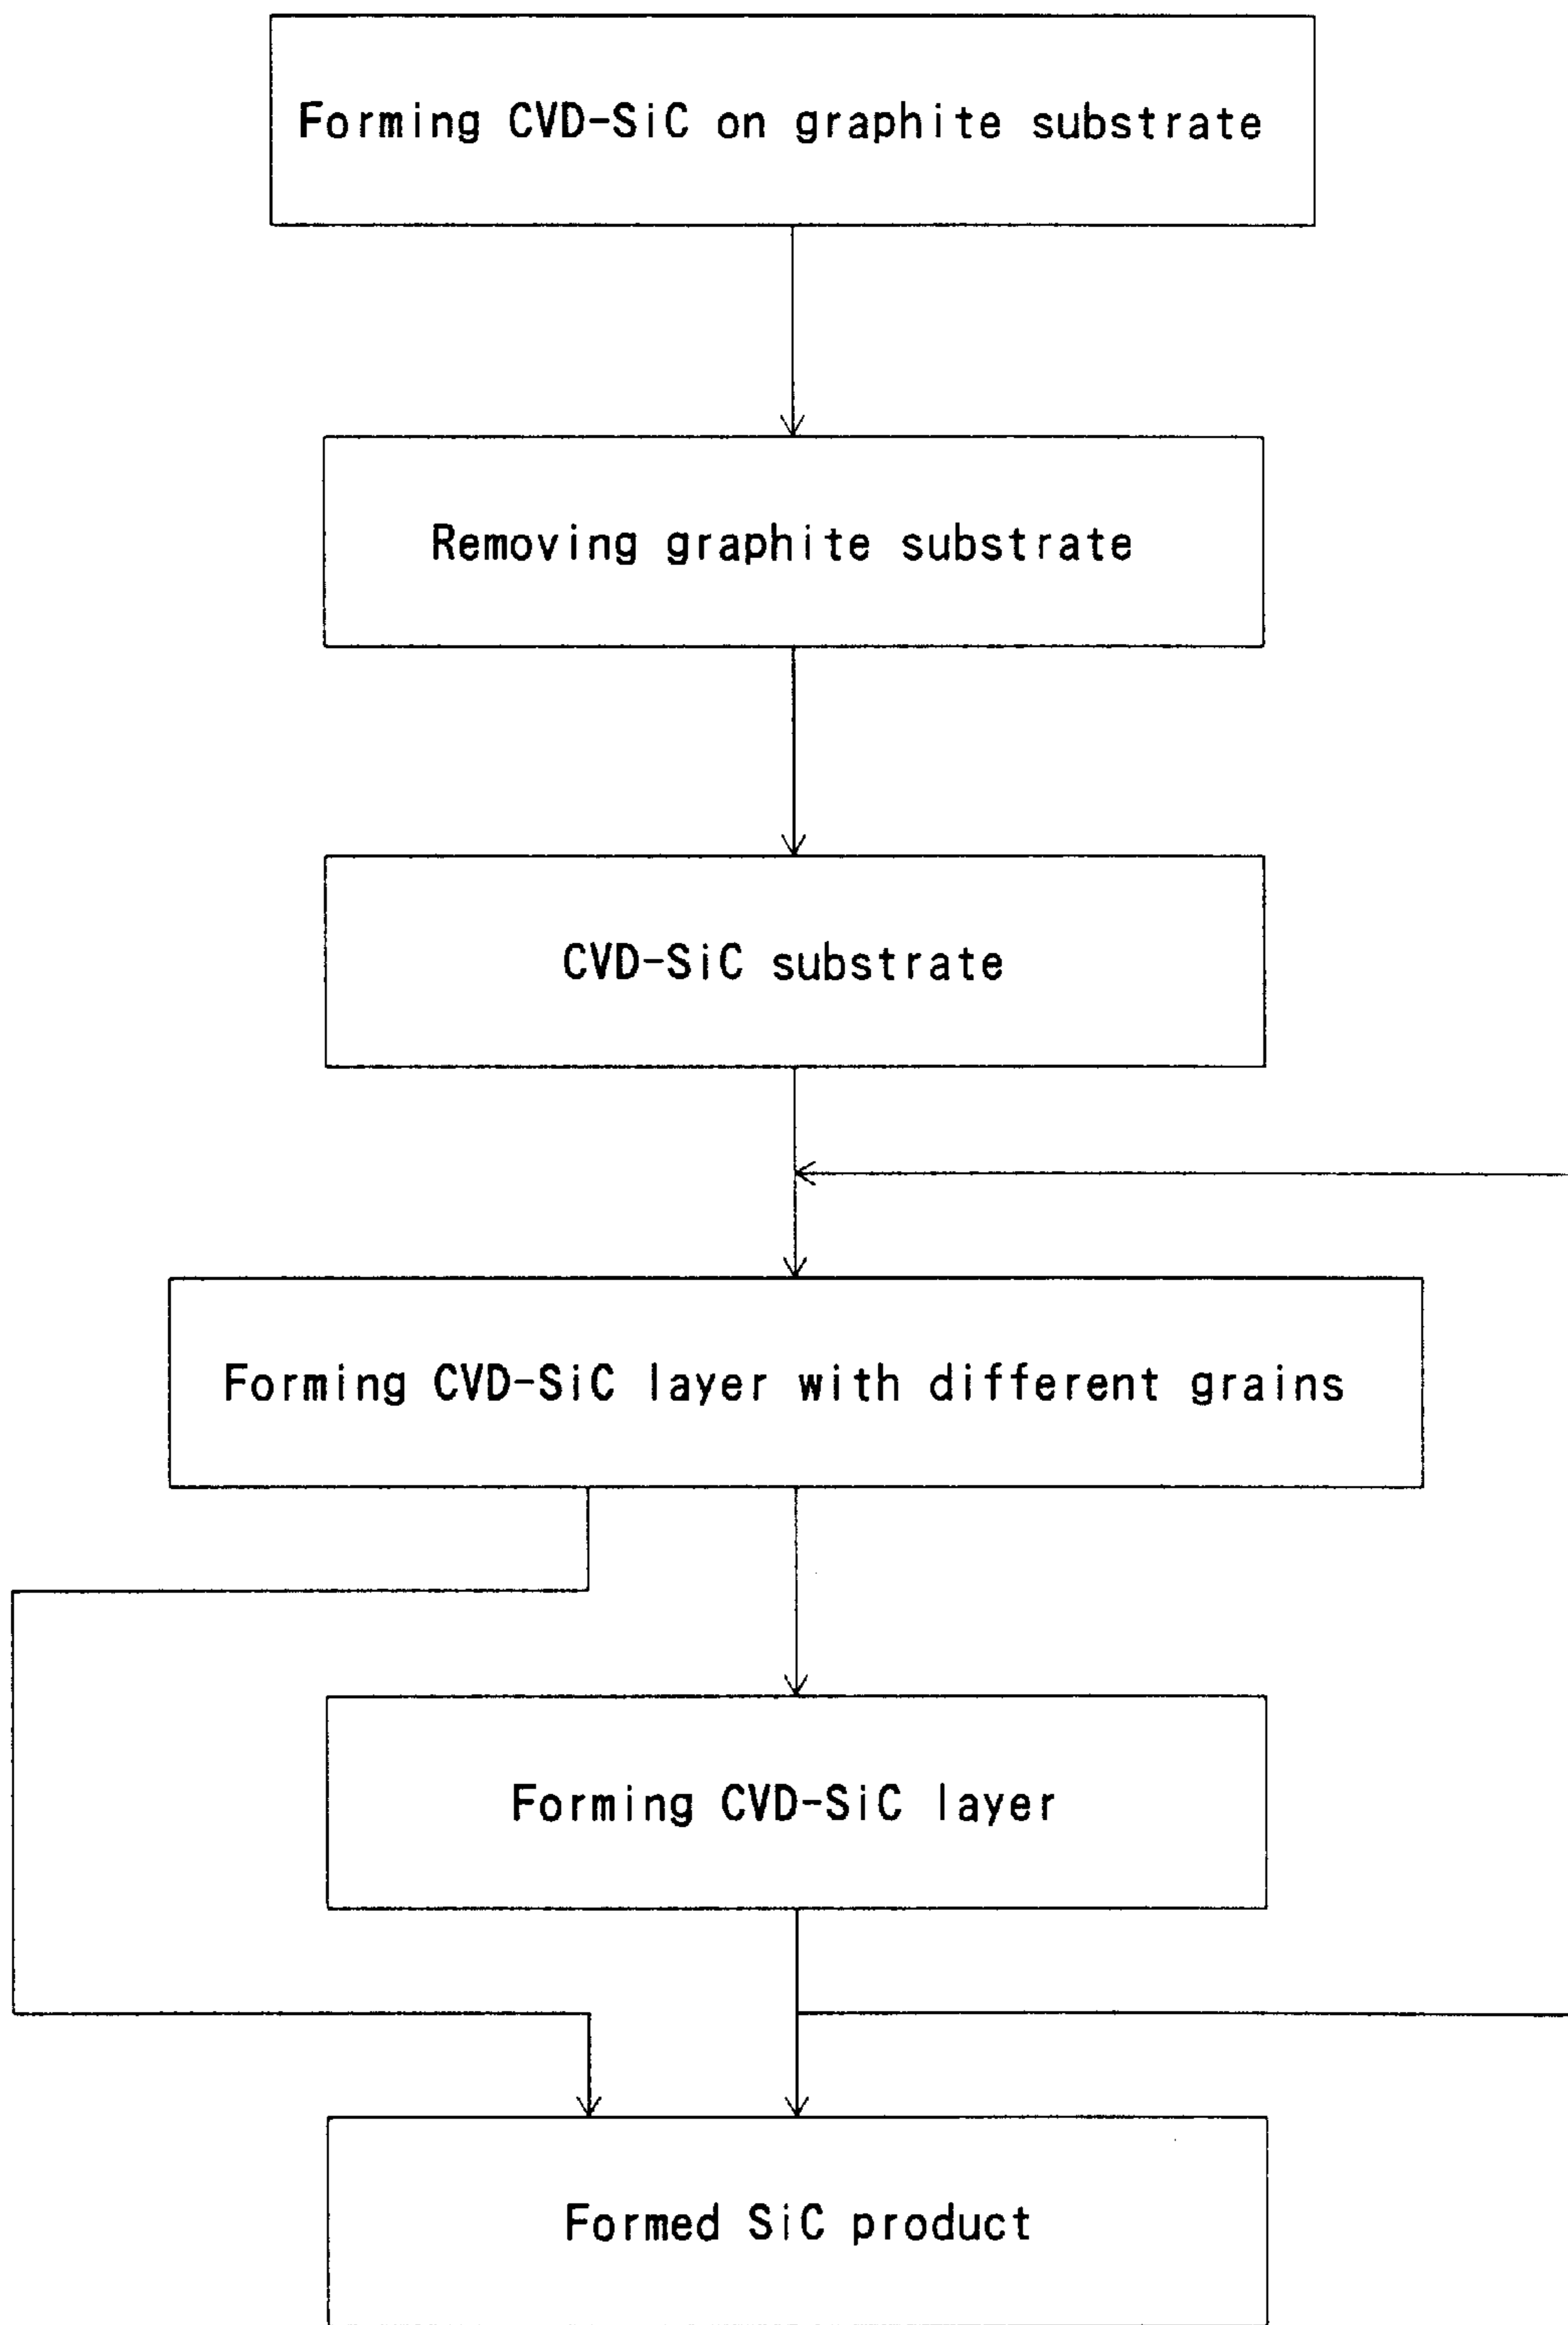 Forming CVD-SiC on graphite substrate
Removing graphite substrate
CVD-SiC substrate
Forming CVD-SiC layer with different grains
Forming CVD-SiC layer
Formed SiC product